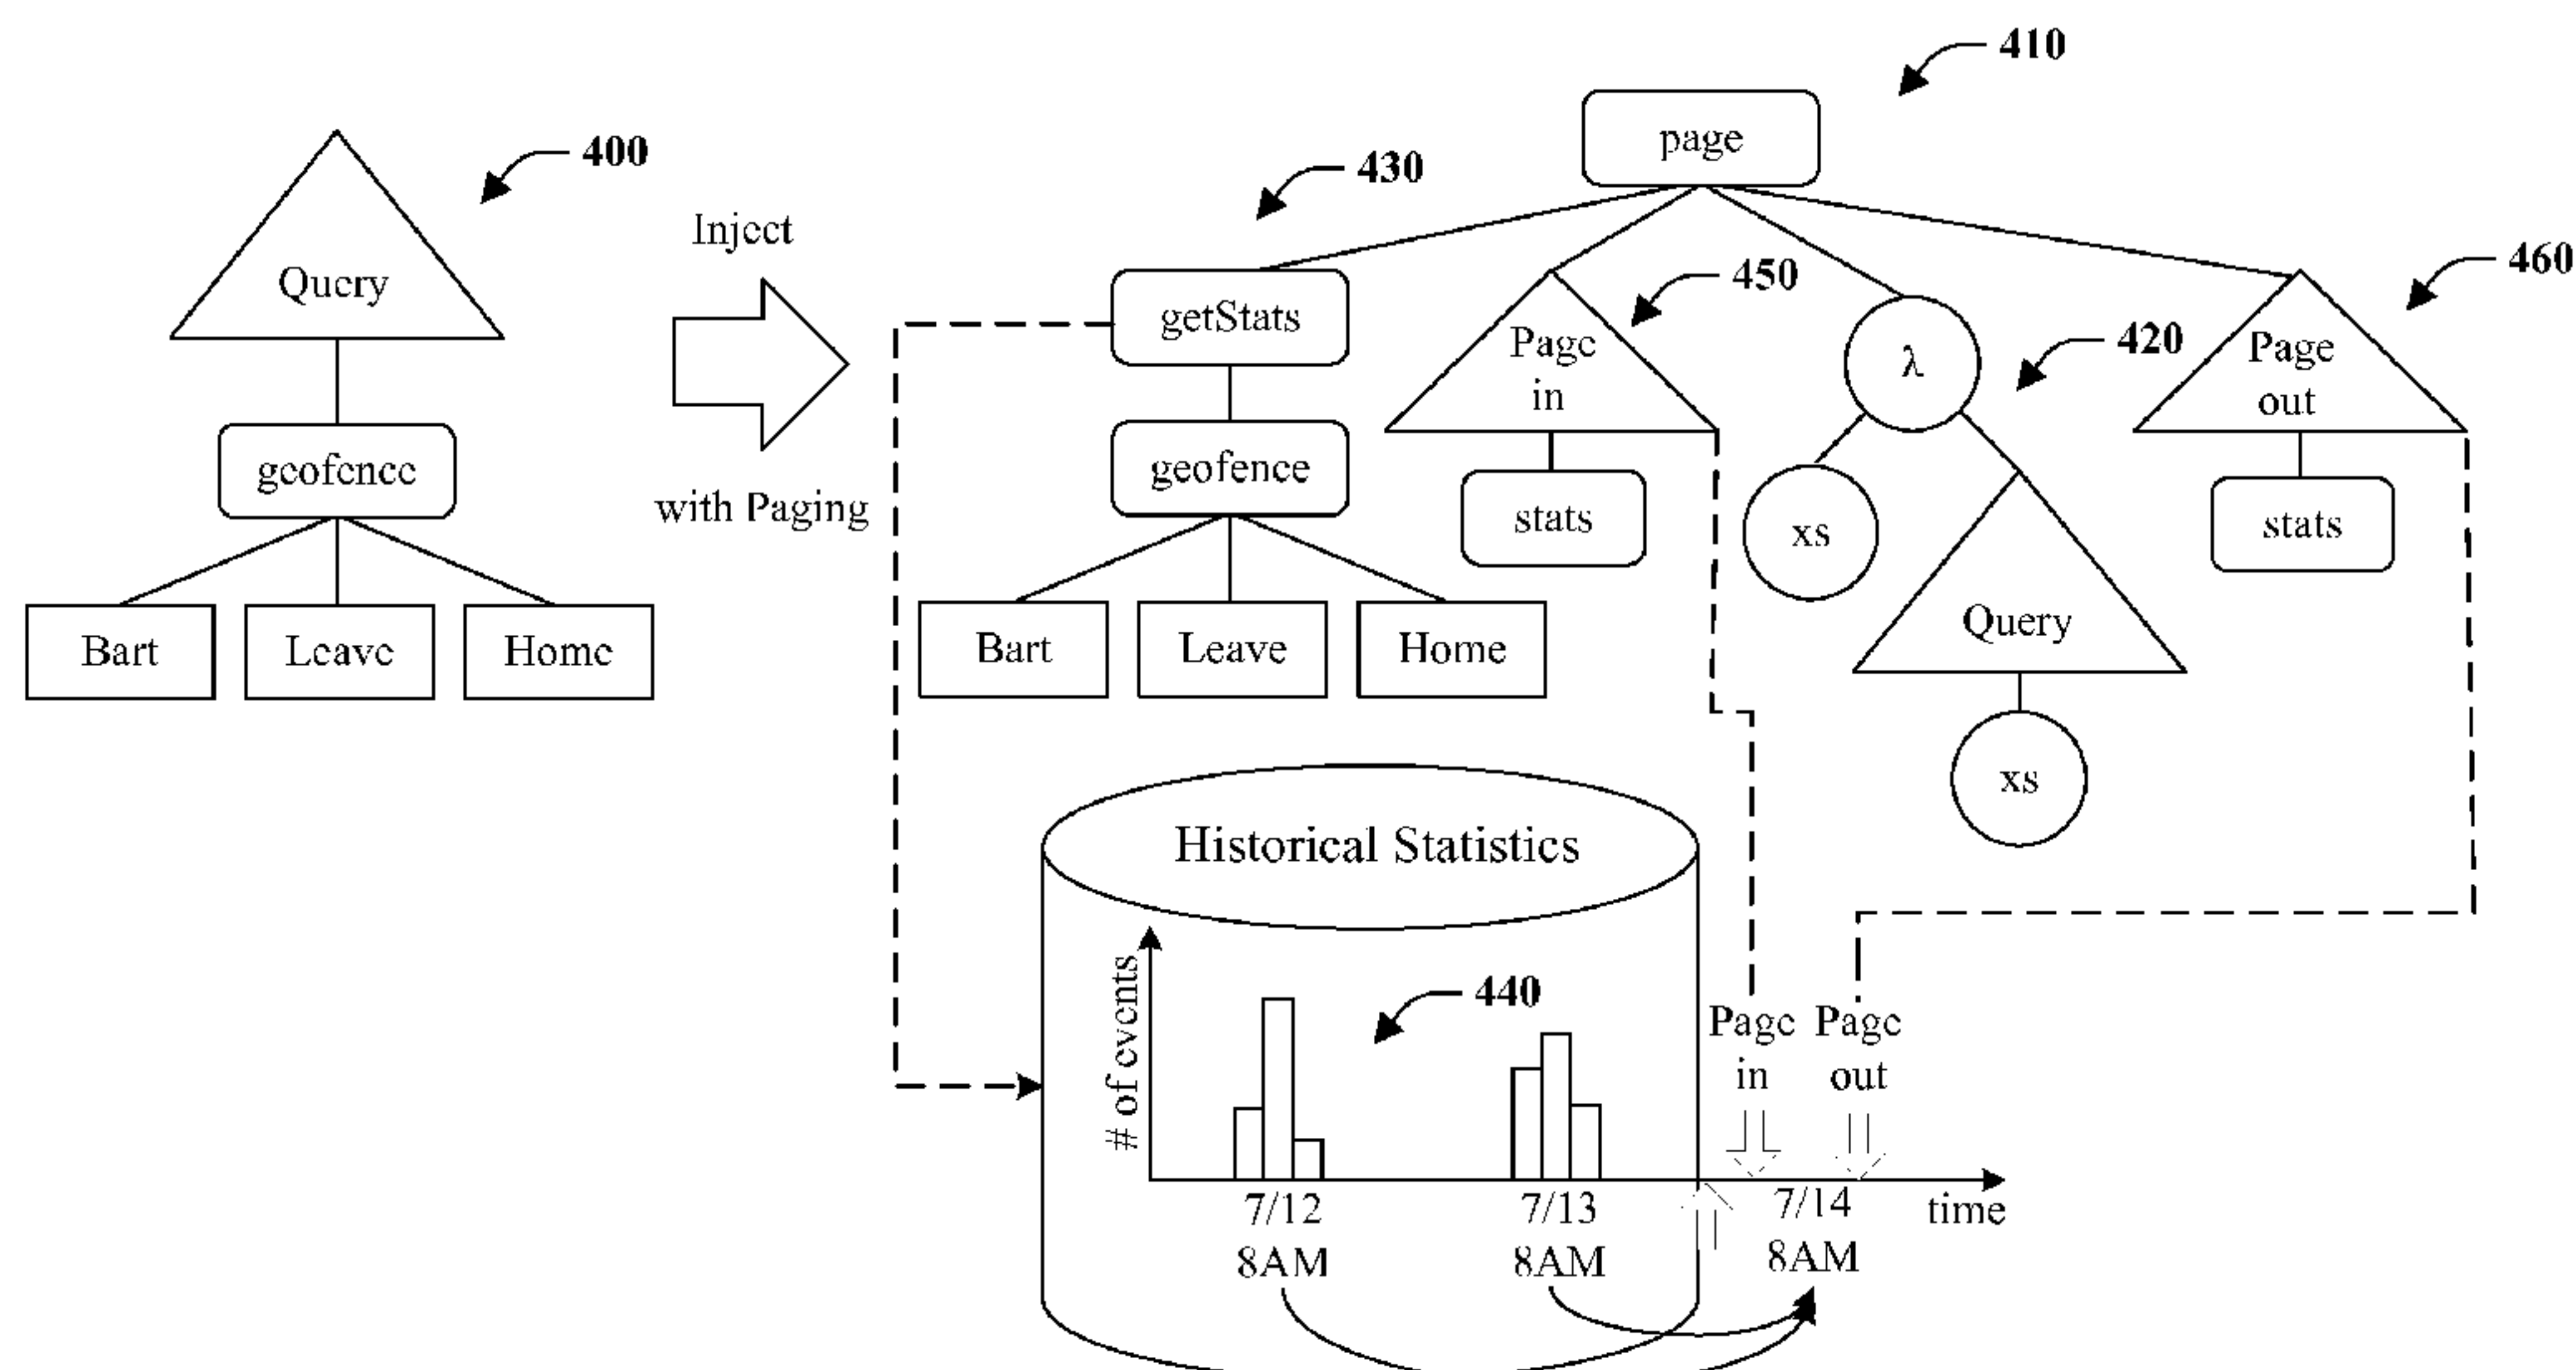 410
400
430
page
Inject
450
460
Query
getStats
Page
in
λ
420
Page
out
geofence
with Paging
geofence
stats
xs
stats
Bart
Leave
Home
Bart
Leave
Home
Query
xs
Historical Statistics
# of events
440
Page
in
Page
out
7/12
8AM
7/13
8AM
7/14
8AM
time